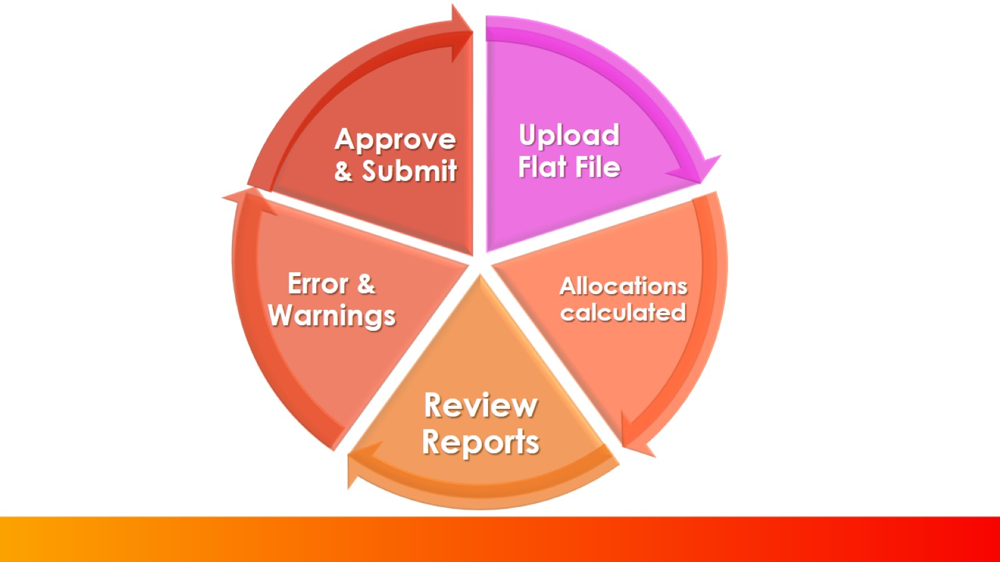 Upload
Flat File
Allocations
calculated
Review
Reports
Error &
Warnings
Approve
& Submit